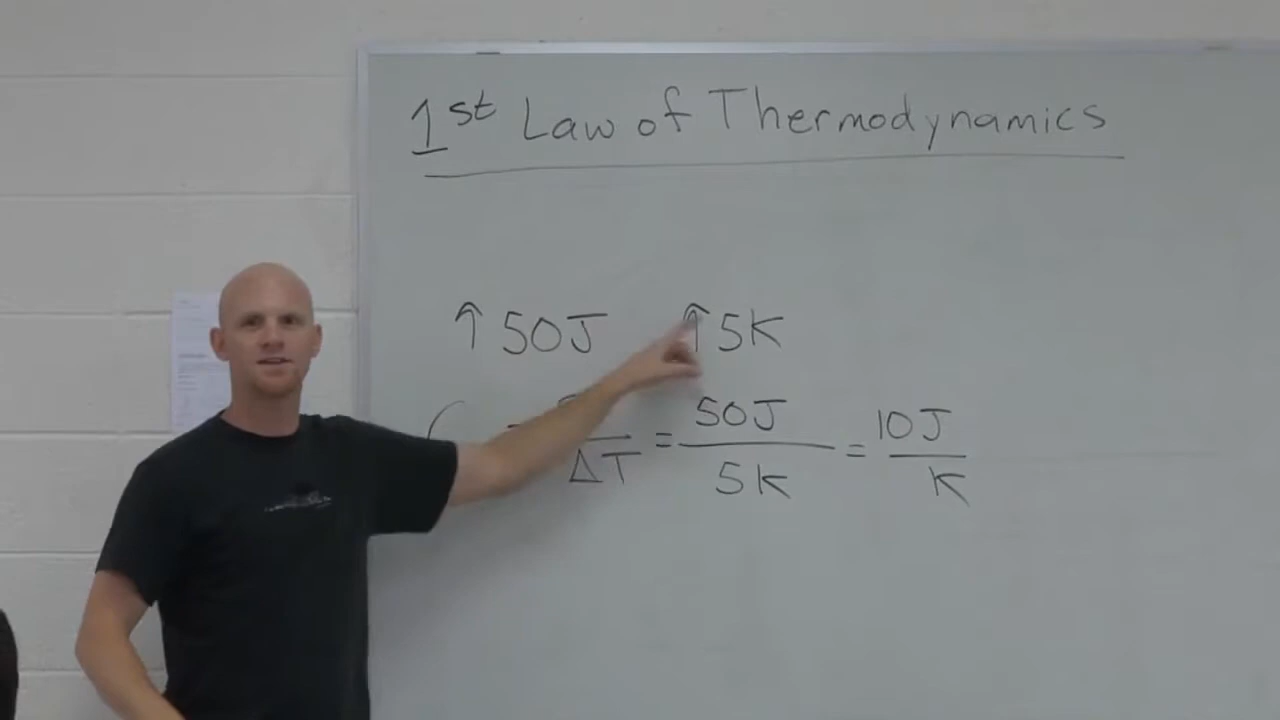 1st Law of Thermodynamics
↑ 50J ↑ 5K
C = 50J 10J
ΔT = 5K = K